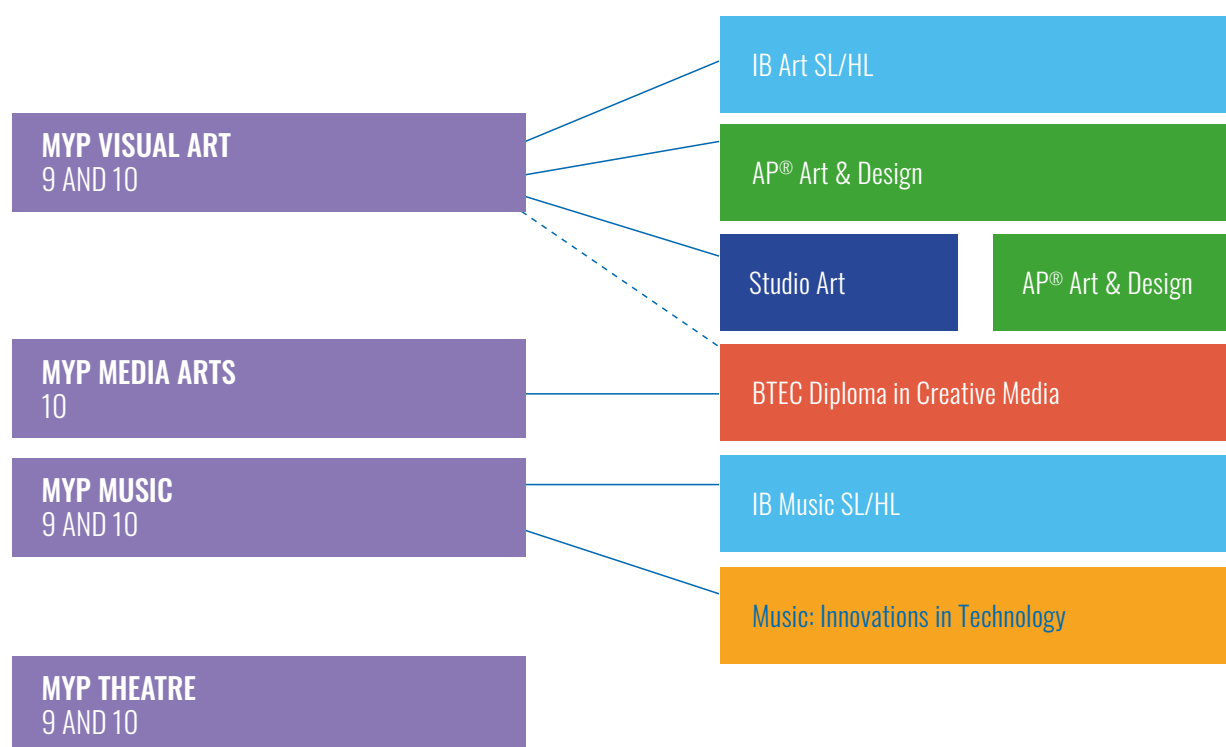 IB Art SL/HL
MYP VISUAL ART
9 AND 10
AP® Art & Design
Studio Art
AP® Art & Design
MYP MEDIA ARTS
10
BTEC Diploma in Creative Media
MYP MUSIC
9 AND 10
IB Music SL/HL
Music: Innovations in Technology
MYP THEATRE
9 AND 10